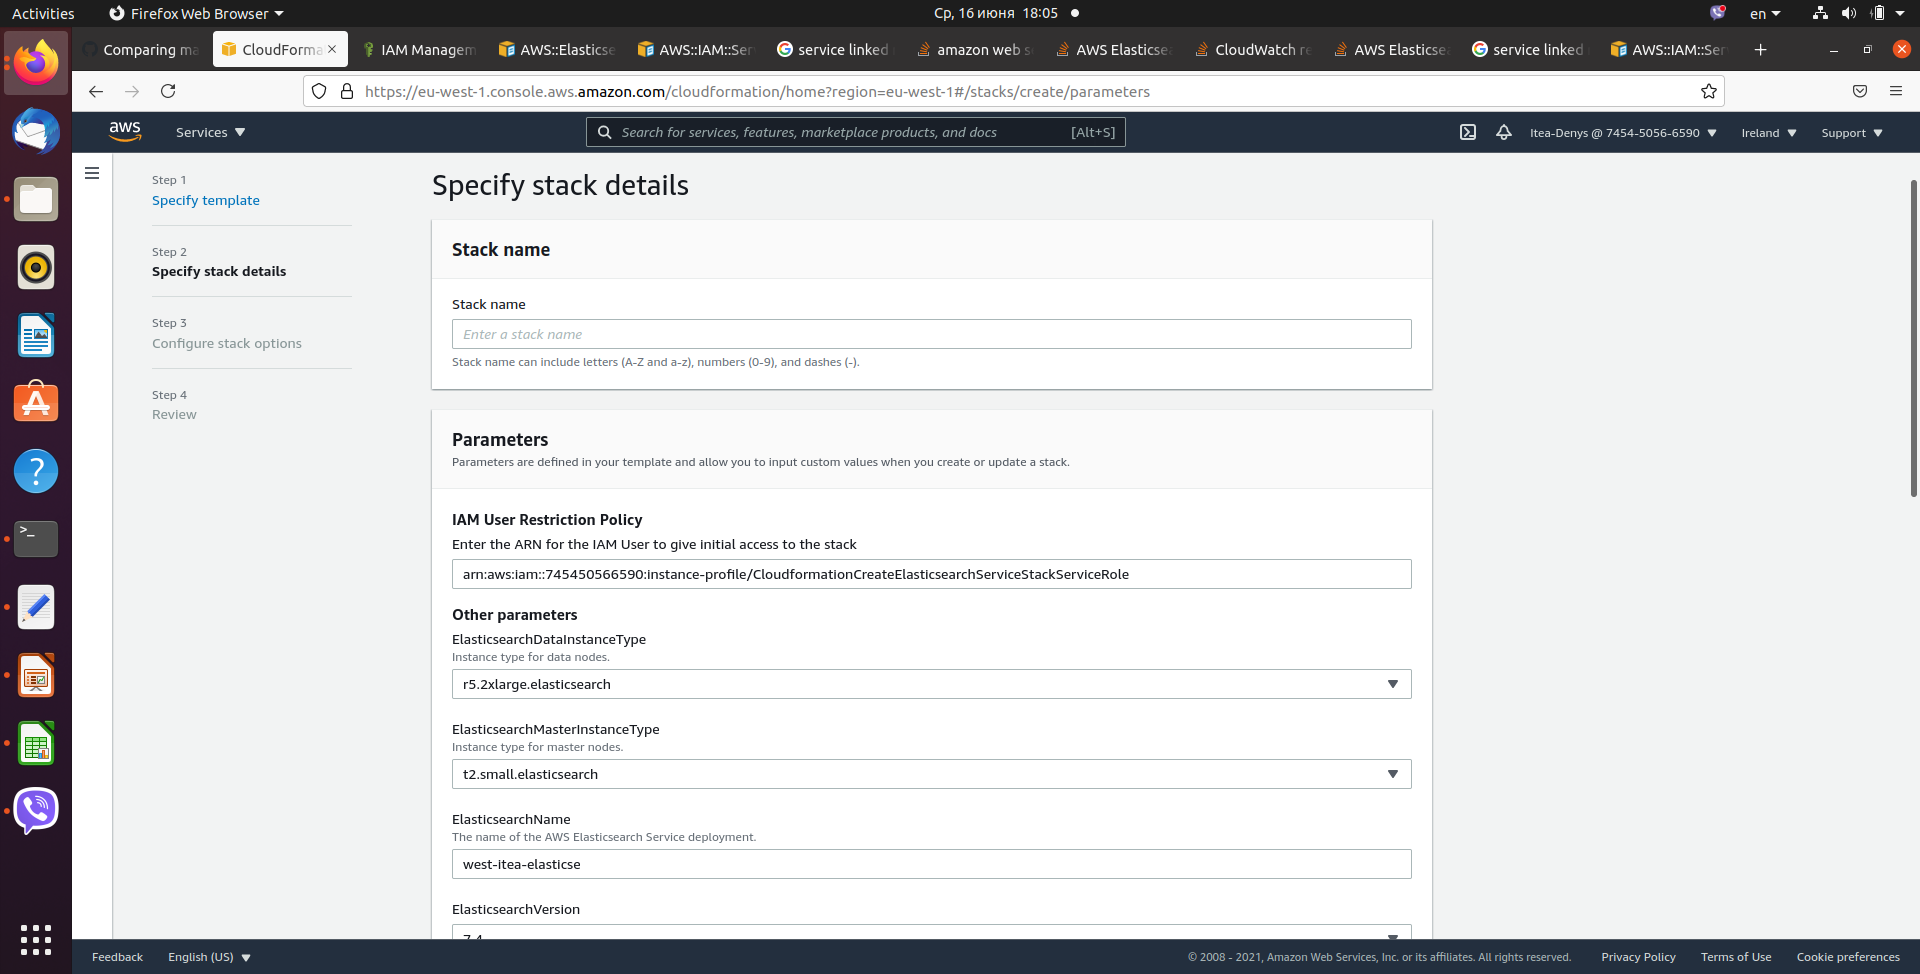 Activities
Firefox Web Browser
Ср, 16 июня 18:05
en
Comparing ma
CloudForma
IAM Managem
AWS::Elasticse
AWS::IAM::Ser
service linked
amazon web s
AWS Elasticsea
CloudWatch re
AWS Elasticsea
service linked
AWS::IAM::Ser
https://eu-west-1.console.aws.amazon.com/cloudformation/home?region=eu-west-1#/stacks/create/parameters
aws
Services
Search for services, features, marketplace products, and docs [Alt+S]
Itea-Denys @ 7454-5056-6590
Ireland
Support
Step 1
Specify template
Step 2
Specify stack details
Step 3
Configure stack options
Step 4
Review
Specify stack details
Stack name
Stack name
Enter a stack name
Stack name can include letters (A-Z and a-z), numbers (0-9), and dashes (-).
Parameters
Parameters are defined in your template and allow you to input custom values when you create or update a stack.
IAM User Restriction Policy
Enter the ARN for the IAM User to give initial access to the stack
arn:aws:iam::745450566590:instance-profile/CloudformationCreateElasticsearchServiceStackServiceRole
Other parameters
ElasticsearchDataInstanceType
Instance type for data nodes.
r5.2xlarge.elasticsearch
ElasticsearchMasterInstanceType
Instance type for master nodes.
t2.small.elasticsearch
ElasticsearchName
The name of the AWS Elasticsearch Service deployment.
west-itea-elasticse
ElasticsearchVersion
7.4
Feedback
English (US)
© 2008 - 2021, Amazon Web Services, Inc. or its affiliates. All rights reserved.
Privacy Policy
Terms of Use
Cookie preferences